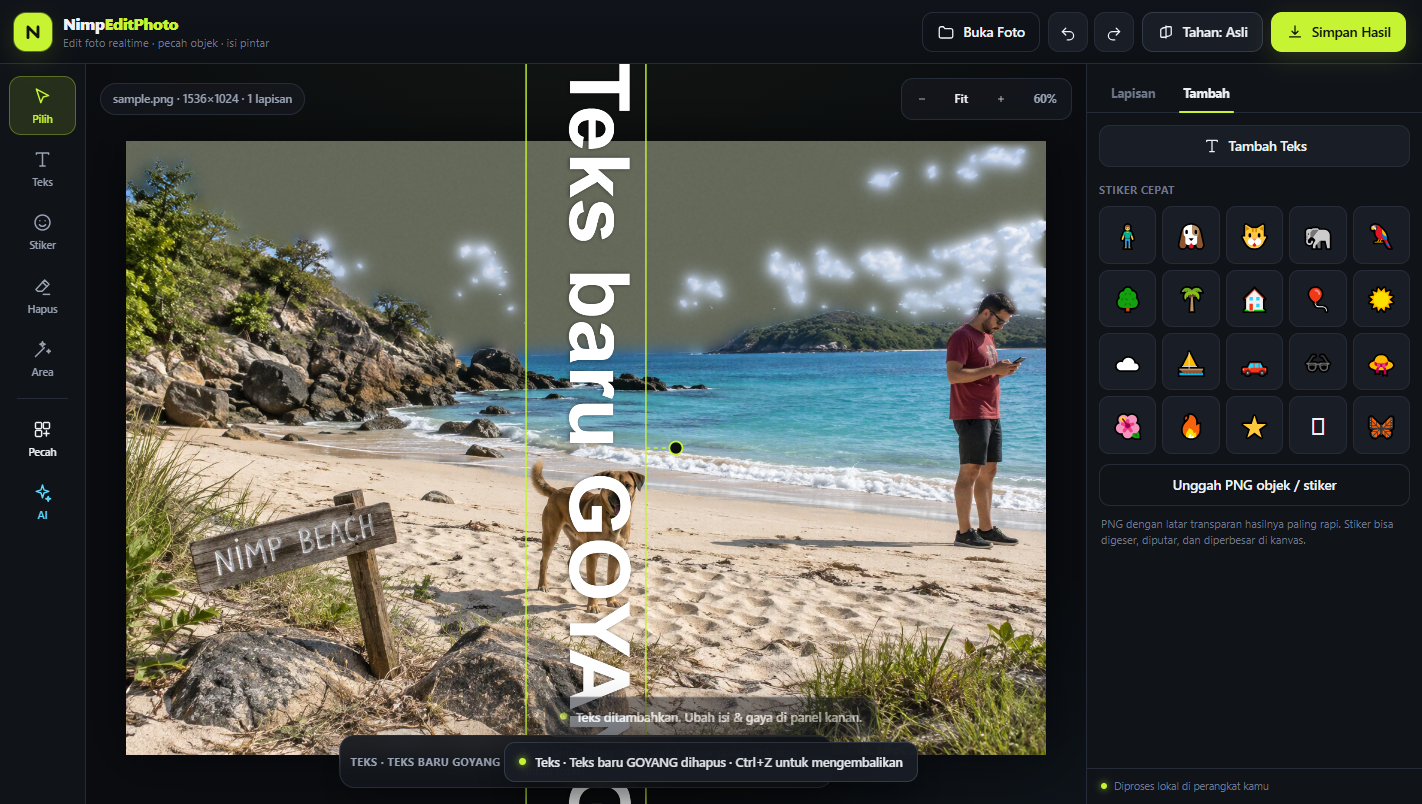 N
NimpEditPhoto
Edit foto realtime · pecah objek · isi pintar
Buka Foto
Tahan: Asli
Simpan Hasil
Pilih
Teks
Stiker
Hapus
Area
Pecah
AI
sample.png · 1536×1024 · 1 lapisan
−
Fit
+
60%
Teks baru GOYANG
NIMP BEACH
Teks ditambahkan. Ubah isi & gaya di panel kanan.
TEKS · TEKS BARU GOYANG
Teks · Teks baru GOYANG dihapus · Ctrl+Z untuk mengembalikan
Lapisan
Tambah
Tambah Teks
STIKER CEPAT
Unggah PNG objek / stiker
PNG dengan latar transparan hasilnya paling rapi. Stiker bisa
digeser, diputar, dan diperbesar di kanvas.
Diproses lokal di perangkat kamu